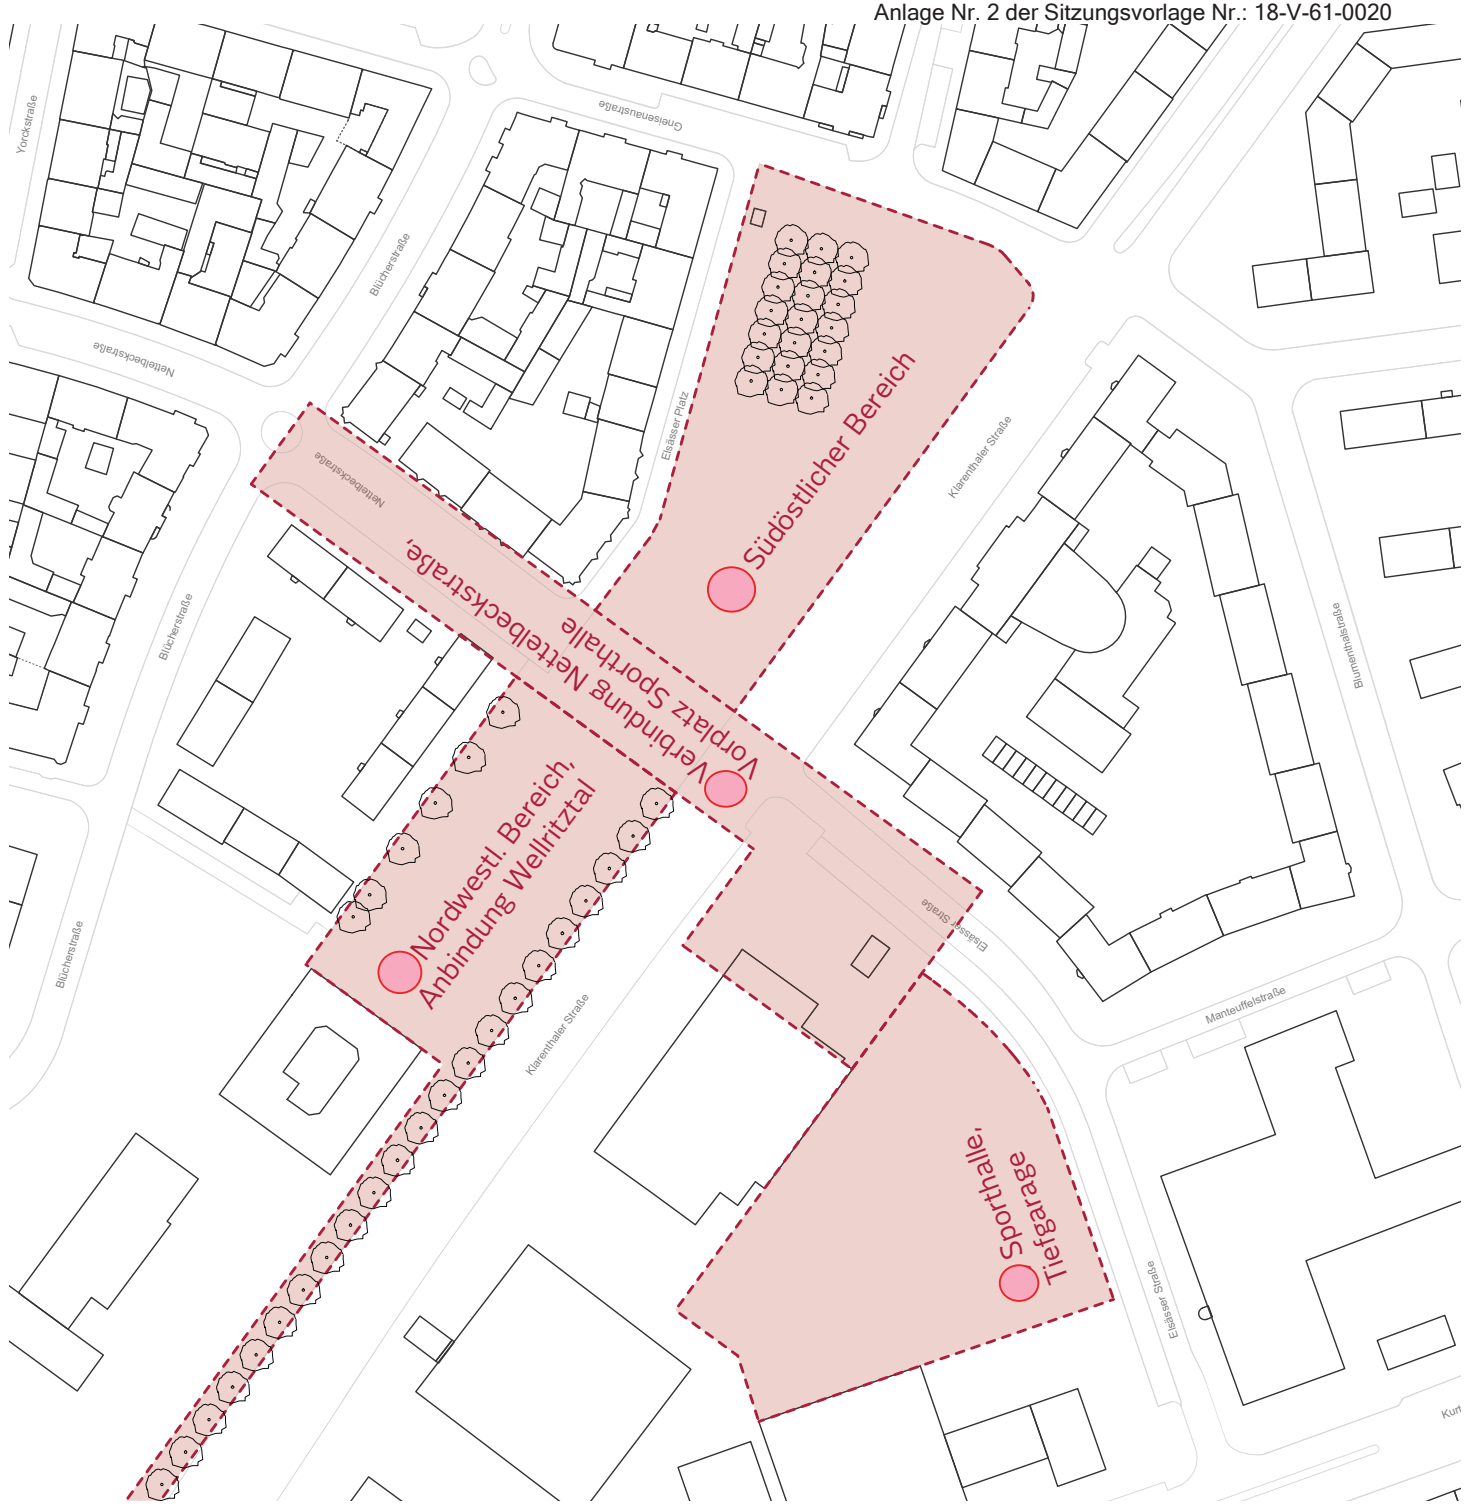 Anlage Nr. 2 der Sitzungsvorlage Nr.: 18-V-61-0020
Yorckstraße
Gneisenaustraße
Blücherstraße
Nettelbeckstraße
Elsässer Platz
Südöstlicher Bereich
Klarenthaler Straße
Nettelbeckstraße
Verbindung Nettelbeckstraße,
Vorplatz Sporthalle
Blücherstraße
Blumenthalstraße
Nordwestl. Bereich,
Anbindung Wellritztal
Blücherstraße
Elsässer Straße
Klarenthaler Straße
Manteuffelstraße
Sporthalle,
Tiefgarage
Elsässer Straße